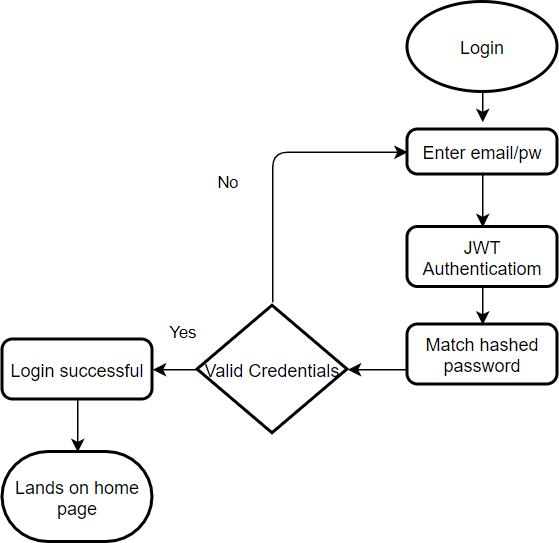 Login
Enter email/pw
JWT
Authenticatiom
Match hashed
password
Valid Credentials
No
Yes
Login successful
Lands on home
page